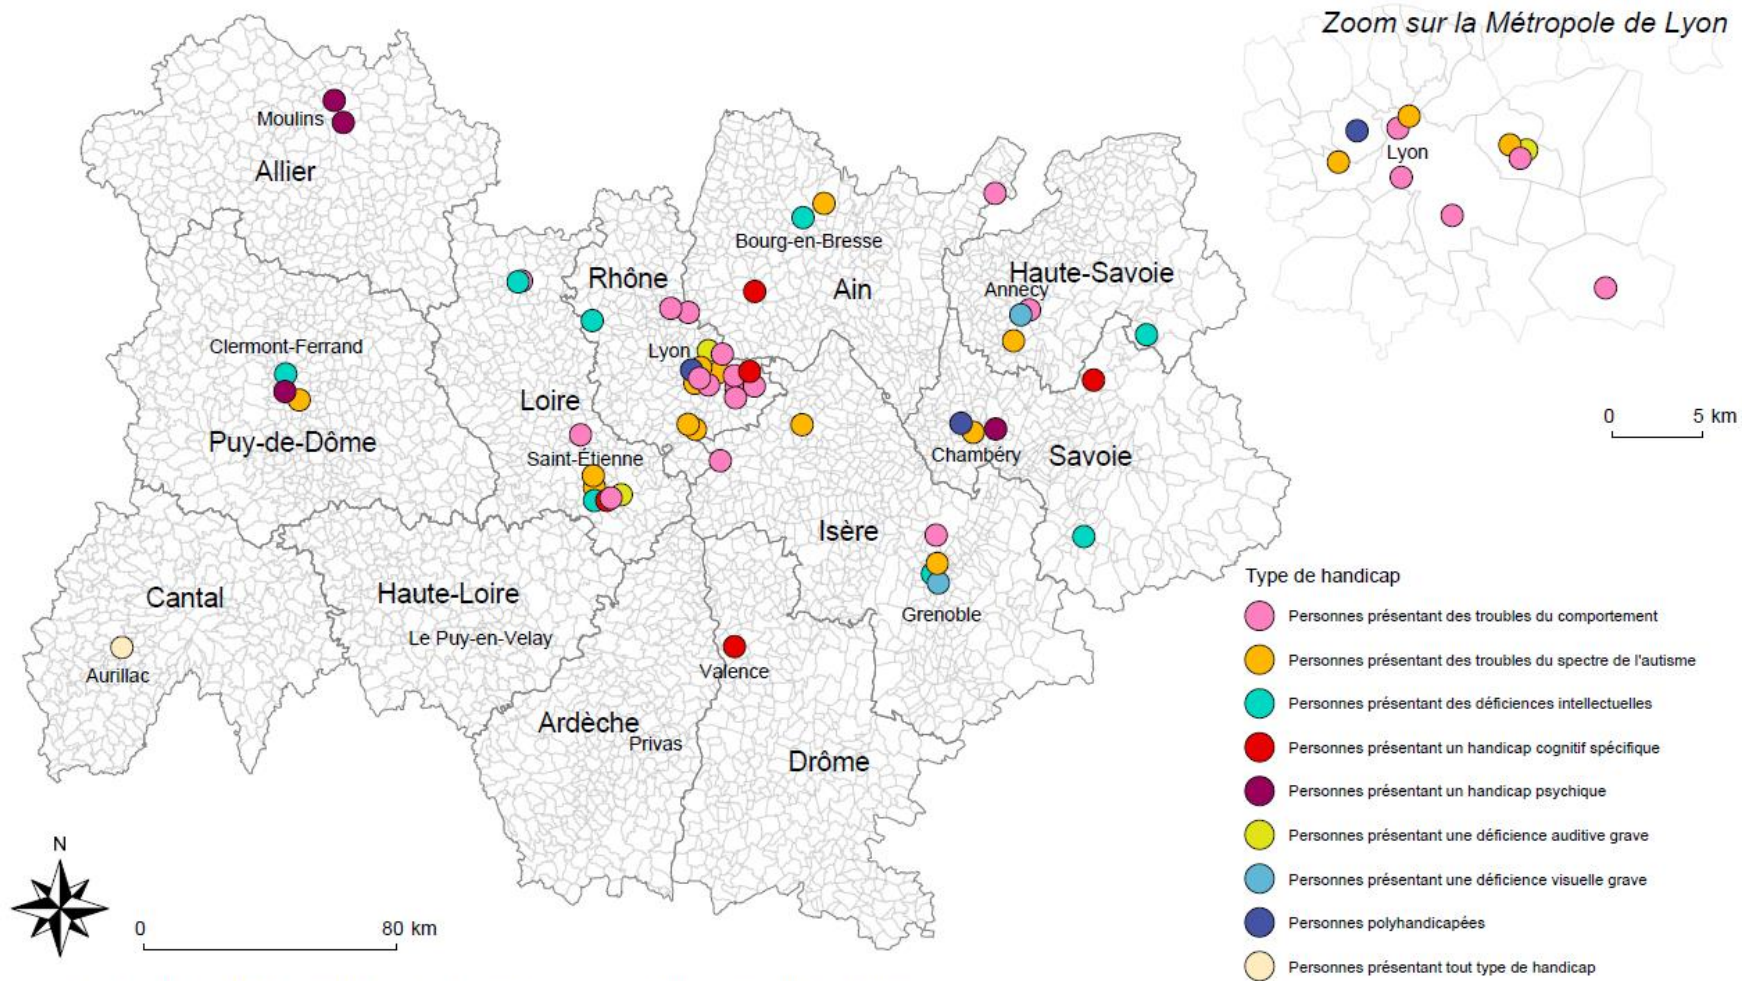 Zoom sur la Métropole de Lyon
Moulins
Allier
Lyon
Bourg-en-Bresse
Rhône
Ain
Haute-Savoie
Annecy
Clermont-Ferrand
Lyon
Loire
0 5 km
Puy-de-Dôme
Saint-Étienne
Chambéry
Savoie
Isère
Type de handicap
Cantal
Haute-Loire
Grenoble
Personnes présentant des troubles du comportement
Le Puy-en-Velay
Aurillac
Valence
Personnes présentant des troubles du spectre de l'autisme
Personnes présentant des déficiences intellectuelles
Ardèche
Privas
Drôme
Personnes présentant un handicap cognitif spécifique
Personnes présentant un handicap psychique
Personnes présentant une déficience auditive grave
N
Personnes présentant une déficience visuelle grave
Personnes polyhandicapées
0 80 km
Personnes présentant tout type de handicap